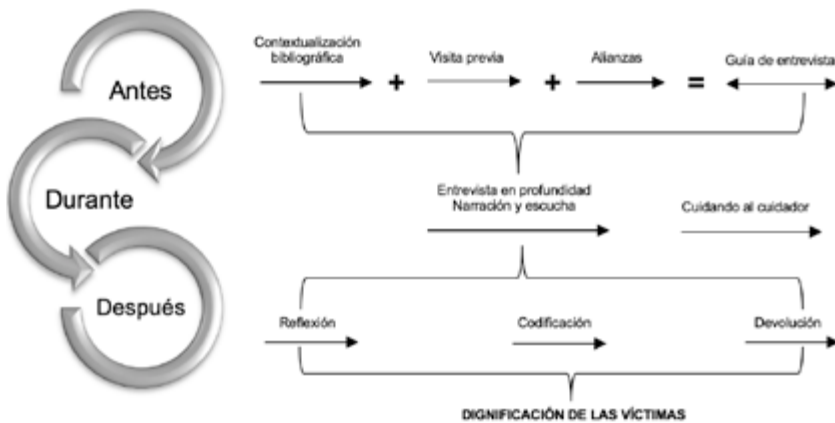 Antes
Contextualización
bibliográfica
+
Visita previa
+
Alianzas
=
Guía de entrevista
Durante
Entrevista en profundidad
Narración y escucha
Cuidando al cuidador
Después
Reflexión
Codificación
Devolución
DIGNIFICACIÓN DE LAS VÍCTIMAS